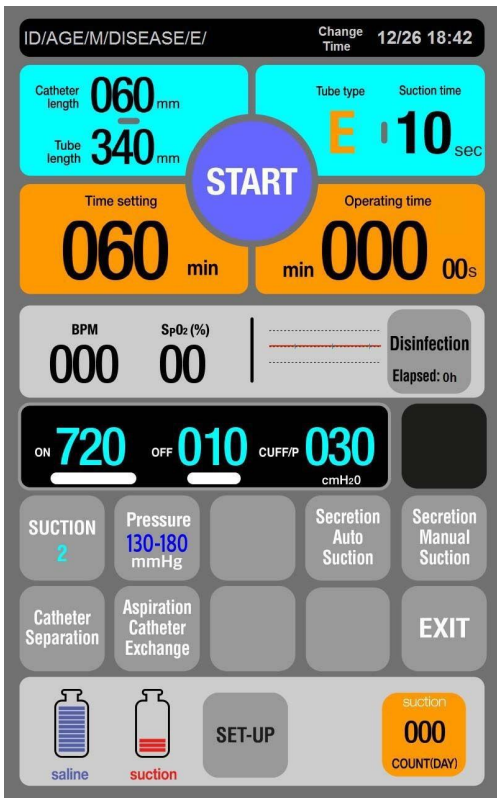 ID/AGE/M/DISEASE/E/
Change
Time
12/26 18:42
Catheter
length
060 mm
Tube
length
340 mm
START
Tube type
E
Suction time
10 sec
Time setting
060 min
Operating time
min 000 00s
BPM
000
SpO2 (%)
00
Disinfection
Elapsed: 0h
ON 720 OFF 010 CUFF/P 030
cmH20
SUCTION
2
Pressure
130-180
mmHg
Secretion
Auto
Suction
Secretion
Manual
Suction
Catheter
Separation
Aspiration
Catheter
Exchange
EXIT
saline
suction
SET-UP
suction
000
COUNT(DAY)